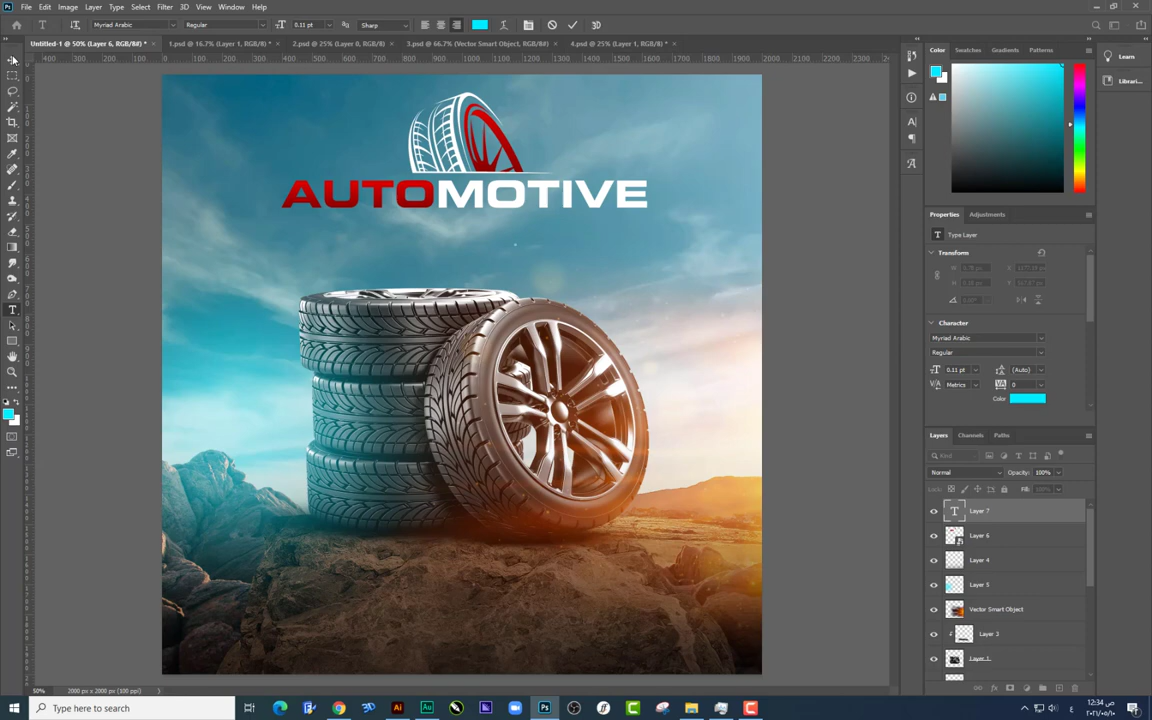 File Edit Image Layer Type Select Filter 3D View Window Help
Myriad Arabic Regular 0.11 pt Sharp
Untitled-1 @ 50% (Layer 6, RGB/8#) * 1.psd @ 16.7% (Layer 1, RGB/8*) * 2.psd @ 25% (Layer 0, RGB/8) 3.psd @ 66.7% (Vector Smart Object, RGB/8#) 4.psd @ 25% (Layer 1, RGB/8*) *
AUTOMOTIVE
Color Swatches Gradients Patterns
Learn
Librari...
Properties Adjustments
Type Layer
Transform
Character
Myriad Arabic
Regular
0.11 pt (Auto)
Metrics 0
Color
Layers Channels Paths
Kind
Normal Opacity: 100%
Lock: Fill:
Layer 7
Layer 6
Layer 4
Layer 5
Vector Smart Object
Layer 3
Layer 1
50% 2000 px x 2000 px (100 ppi)
Type here to search
12:34 ص